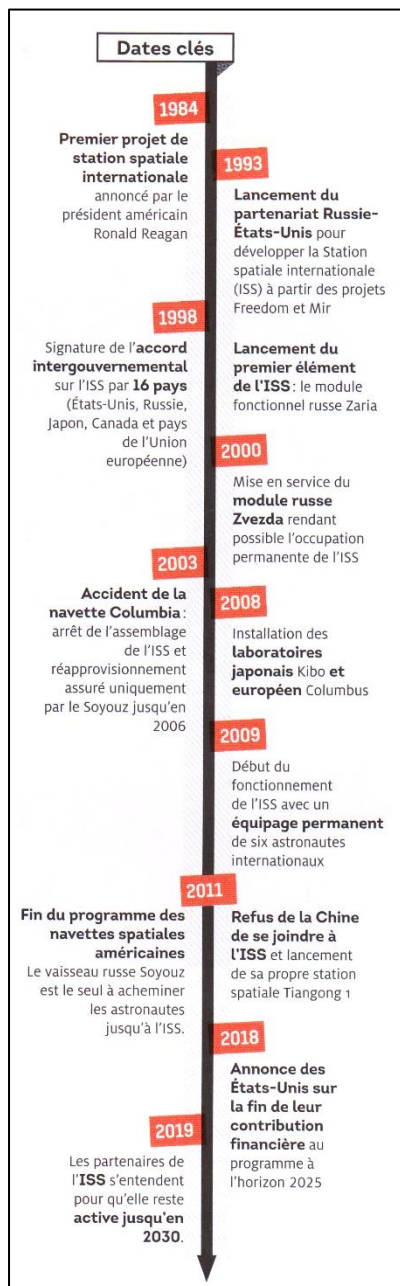 Dates clés
1984
Premier projet de
station spatiale
internationale
annoncé par le
président américain
Ronald Reagan
1993
Lancement du
partenariat Russie-
États-Unis pour
développer la Station
spatiale internationale
(ISS) à partir des projets
Freedom et Mir
1998
Signature de l'accord
intergouvernemental
sur l'ISS par 16 pays
(États-Unis, Russie,
Japon, Canada et pays
de l'Union
européenne)
Lancement du
premier élément
de l'ISS : le module
fonctionnel russe Zaria
2000
Mise en service du
module russe
Zvezda rendant
possible l'occupation
permanente de l'ISS
2003
Accident de la
navette Columbia :
arrêt de l'assemblage
de l'ISS et
réapprovisionnement
assuré uniquement
par le Soyouz jusqu'en
2006
2008
Installation des
laboratoires
japonais Kibo et
européen Columbus
2009
Début du
fonctionnement
de l'ISS avec un
équipage permanent
de six astronautes
internationaux
2011
Fin du programme des
navettes spatiales
américaines
Le vaisseau russe Soyouz
est le seul à acheminer
les astronautes
jusqu'à l'ISS.
Refus de la Chine
de se joindre à
l'ISS et lancement
de sa propre station
spatiale Tiangong 1
2018
Annonce des
États-Unis sur
la fin de leur
contribution
financière au
programme à
l'horizon 2025
2019
Les partenaires de
l'ISS s'entendent
pour qu'elle reste
active jusqu'en
2030.